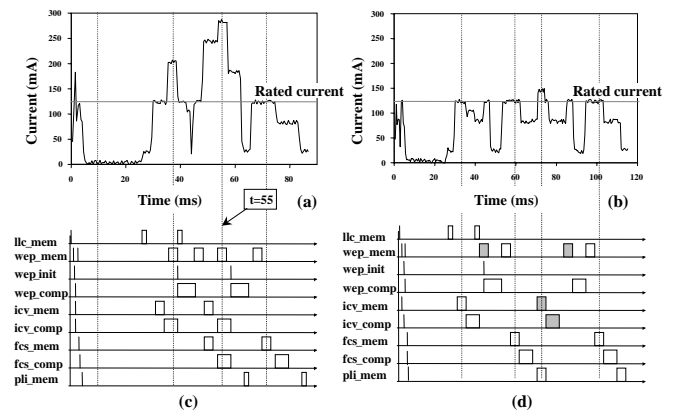 300
250
200
150
100
50
0
Current (mA)
Rated current
0 20 40 60 80
Time (ms)
(a)
t=55
300
250
200
150
100
50
0
Current (mA)
Rated current
0 20 40 60 80 100 120
Time (ms)
(b)
llc_mem
wep_mem
wep_init
wep_comp
icv_mem
icv_comp
fcs_mem
fcs_comp
pli_mem
(c)
llc_mem
wep_mem
wep_init
wep_comp
icv_mem
icv_comp
fcs_mem
fcs_comp
pli_mem
(d)